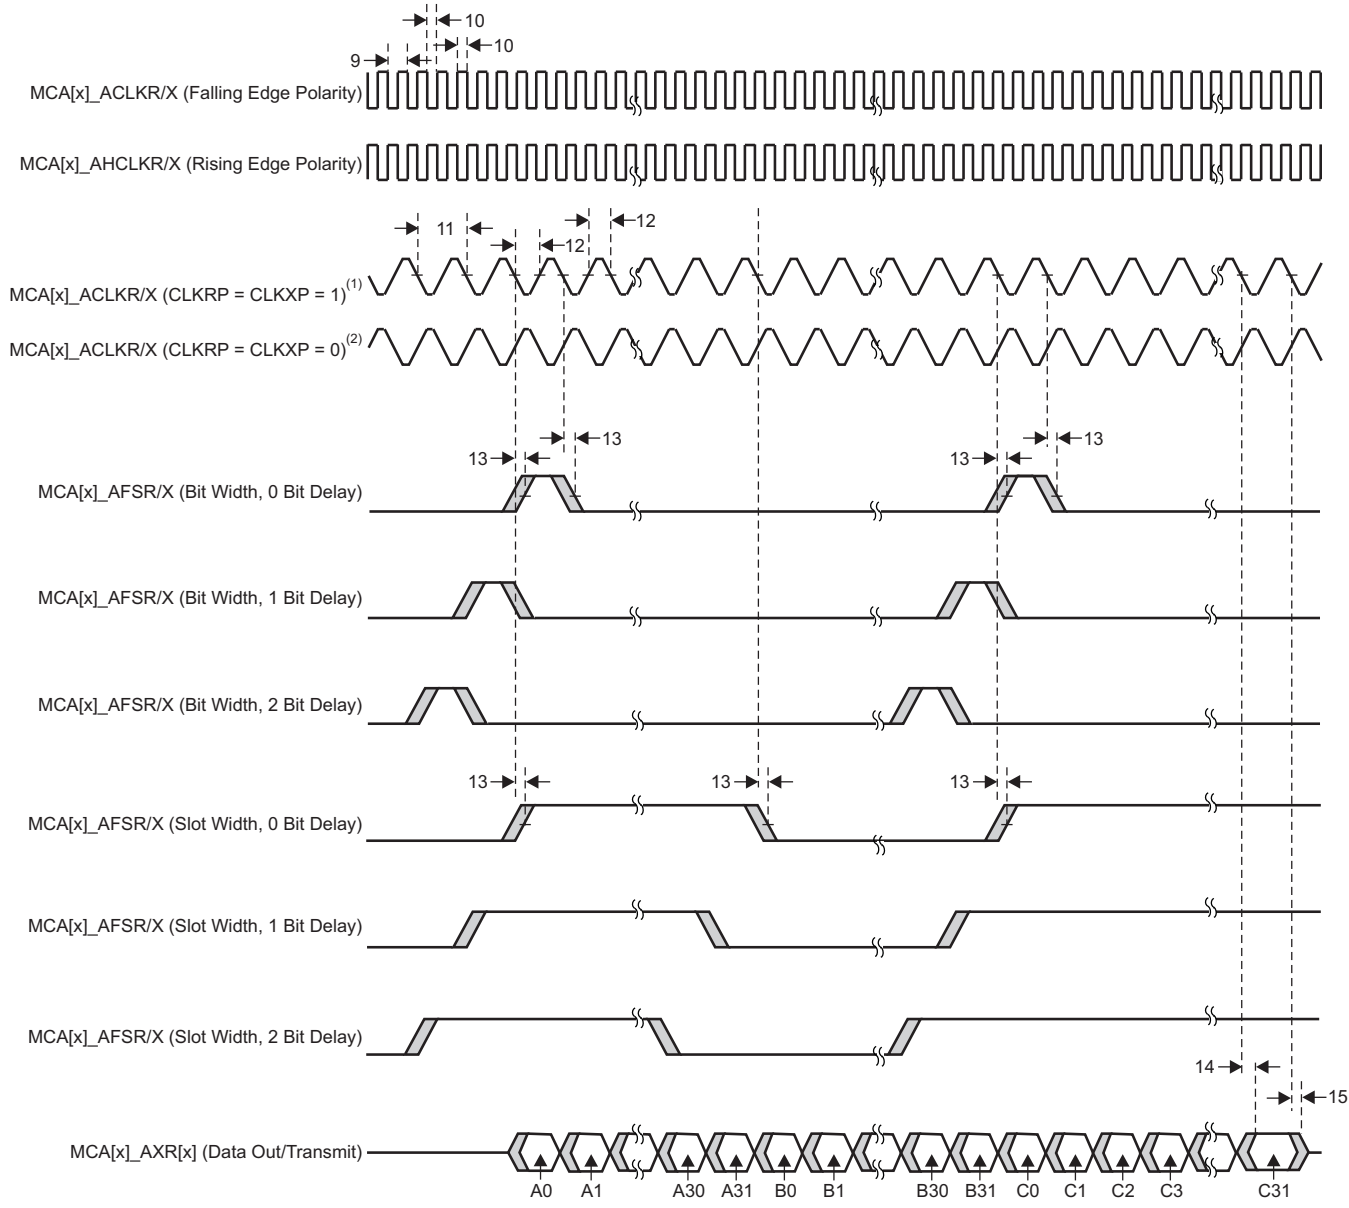 10
10
9
MCA[x]_ACLKR/X (Falling Edge Polarity)
MCA[x]_AHCLKR/X (Rising Edge Polarity)
11
12
12
MCA[x]_ACLKR/X (CLKRP = CLKXP = 1)(1)
MCA[x]_ACLKR/X (CLKRP = CLKXP = 0)(2)
13
13
13
13
MCA[x]_AFSR/X (Bit Width, 0 Bit Delay)
MCA[x]_AFSR/X (Bit Width, 1 Bit Delay)
MCA[x]_AFSR/X (Bit Width, 2 Bit Delay)
13
13
13
MCA[x]_AFSR/X (Slot Width, 0 Bit Delay)
MCA[x]_AFSR/X (Slot Width, 1 Bit Delay)
MCA[x]_AFSR/X (Slot Width, 2 Bit Delay)
14
15
MCA[x]_AXR[x] (Data Out/Transmit)
A0 A1 A30 A31 B0 B1 B30 B31 C0 C1 C2 C3 C31